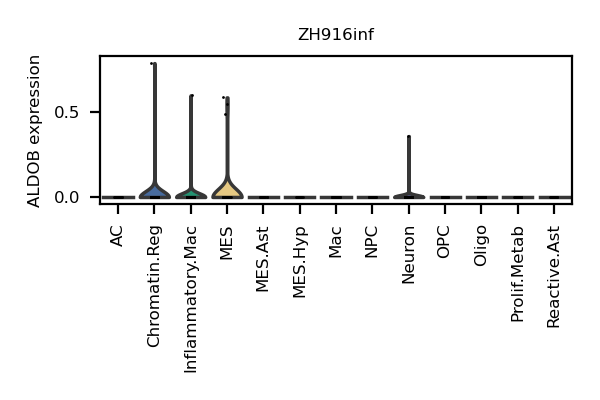 ZH916inf
ALDOB expression
0.5
0.0
AC
Chromatin.Reg
Inflammatory.Mac
MES
MES.Ast
MES.Hyp
Mac
NPC
Neuron
OPC
Oligo
Prolif.Metab
Reactive.Ast